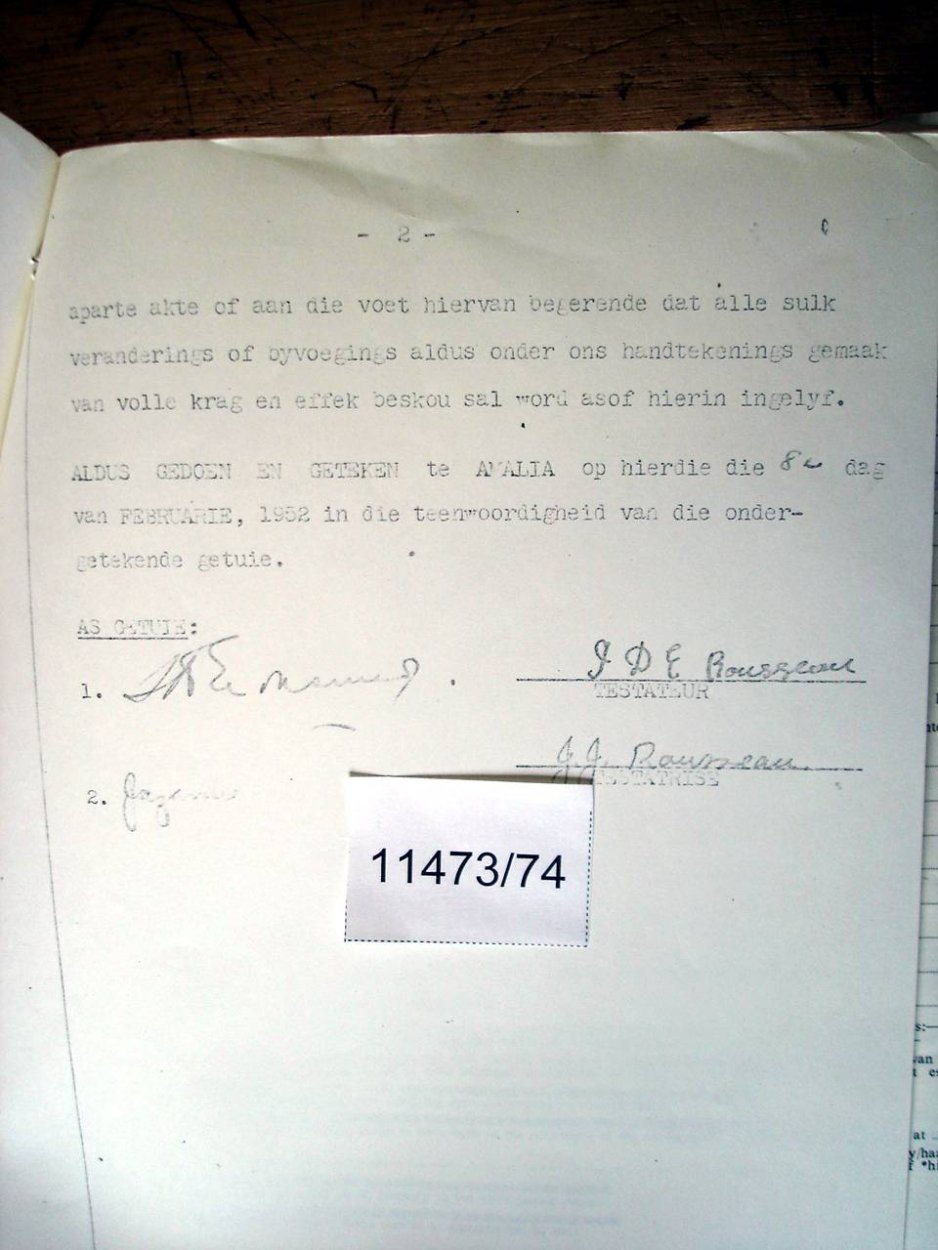 - 2 -
aparte akte of aan die voet hiervan begerende dat alle sulk
veranderings of byvoegings aldus onder ons handtekenings gemaak
van volle krag en effek beskou sal word asof hierin ingelyf.
ALDUS GEDOEN EN GETEKEN te AMALIA op hierdie die 8e dag
van FEBRUARIE, 1952 in die teenwoordigheid van die onder-
getekende getuie.
AS GETUIE:
1.
J D E Rousseau
TESTATEUR
J.J. Rousseau.
TESTATRISE
2.
11473/74